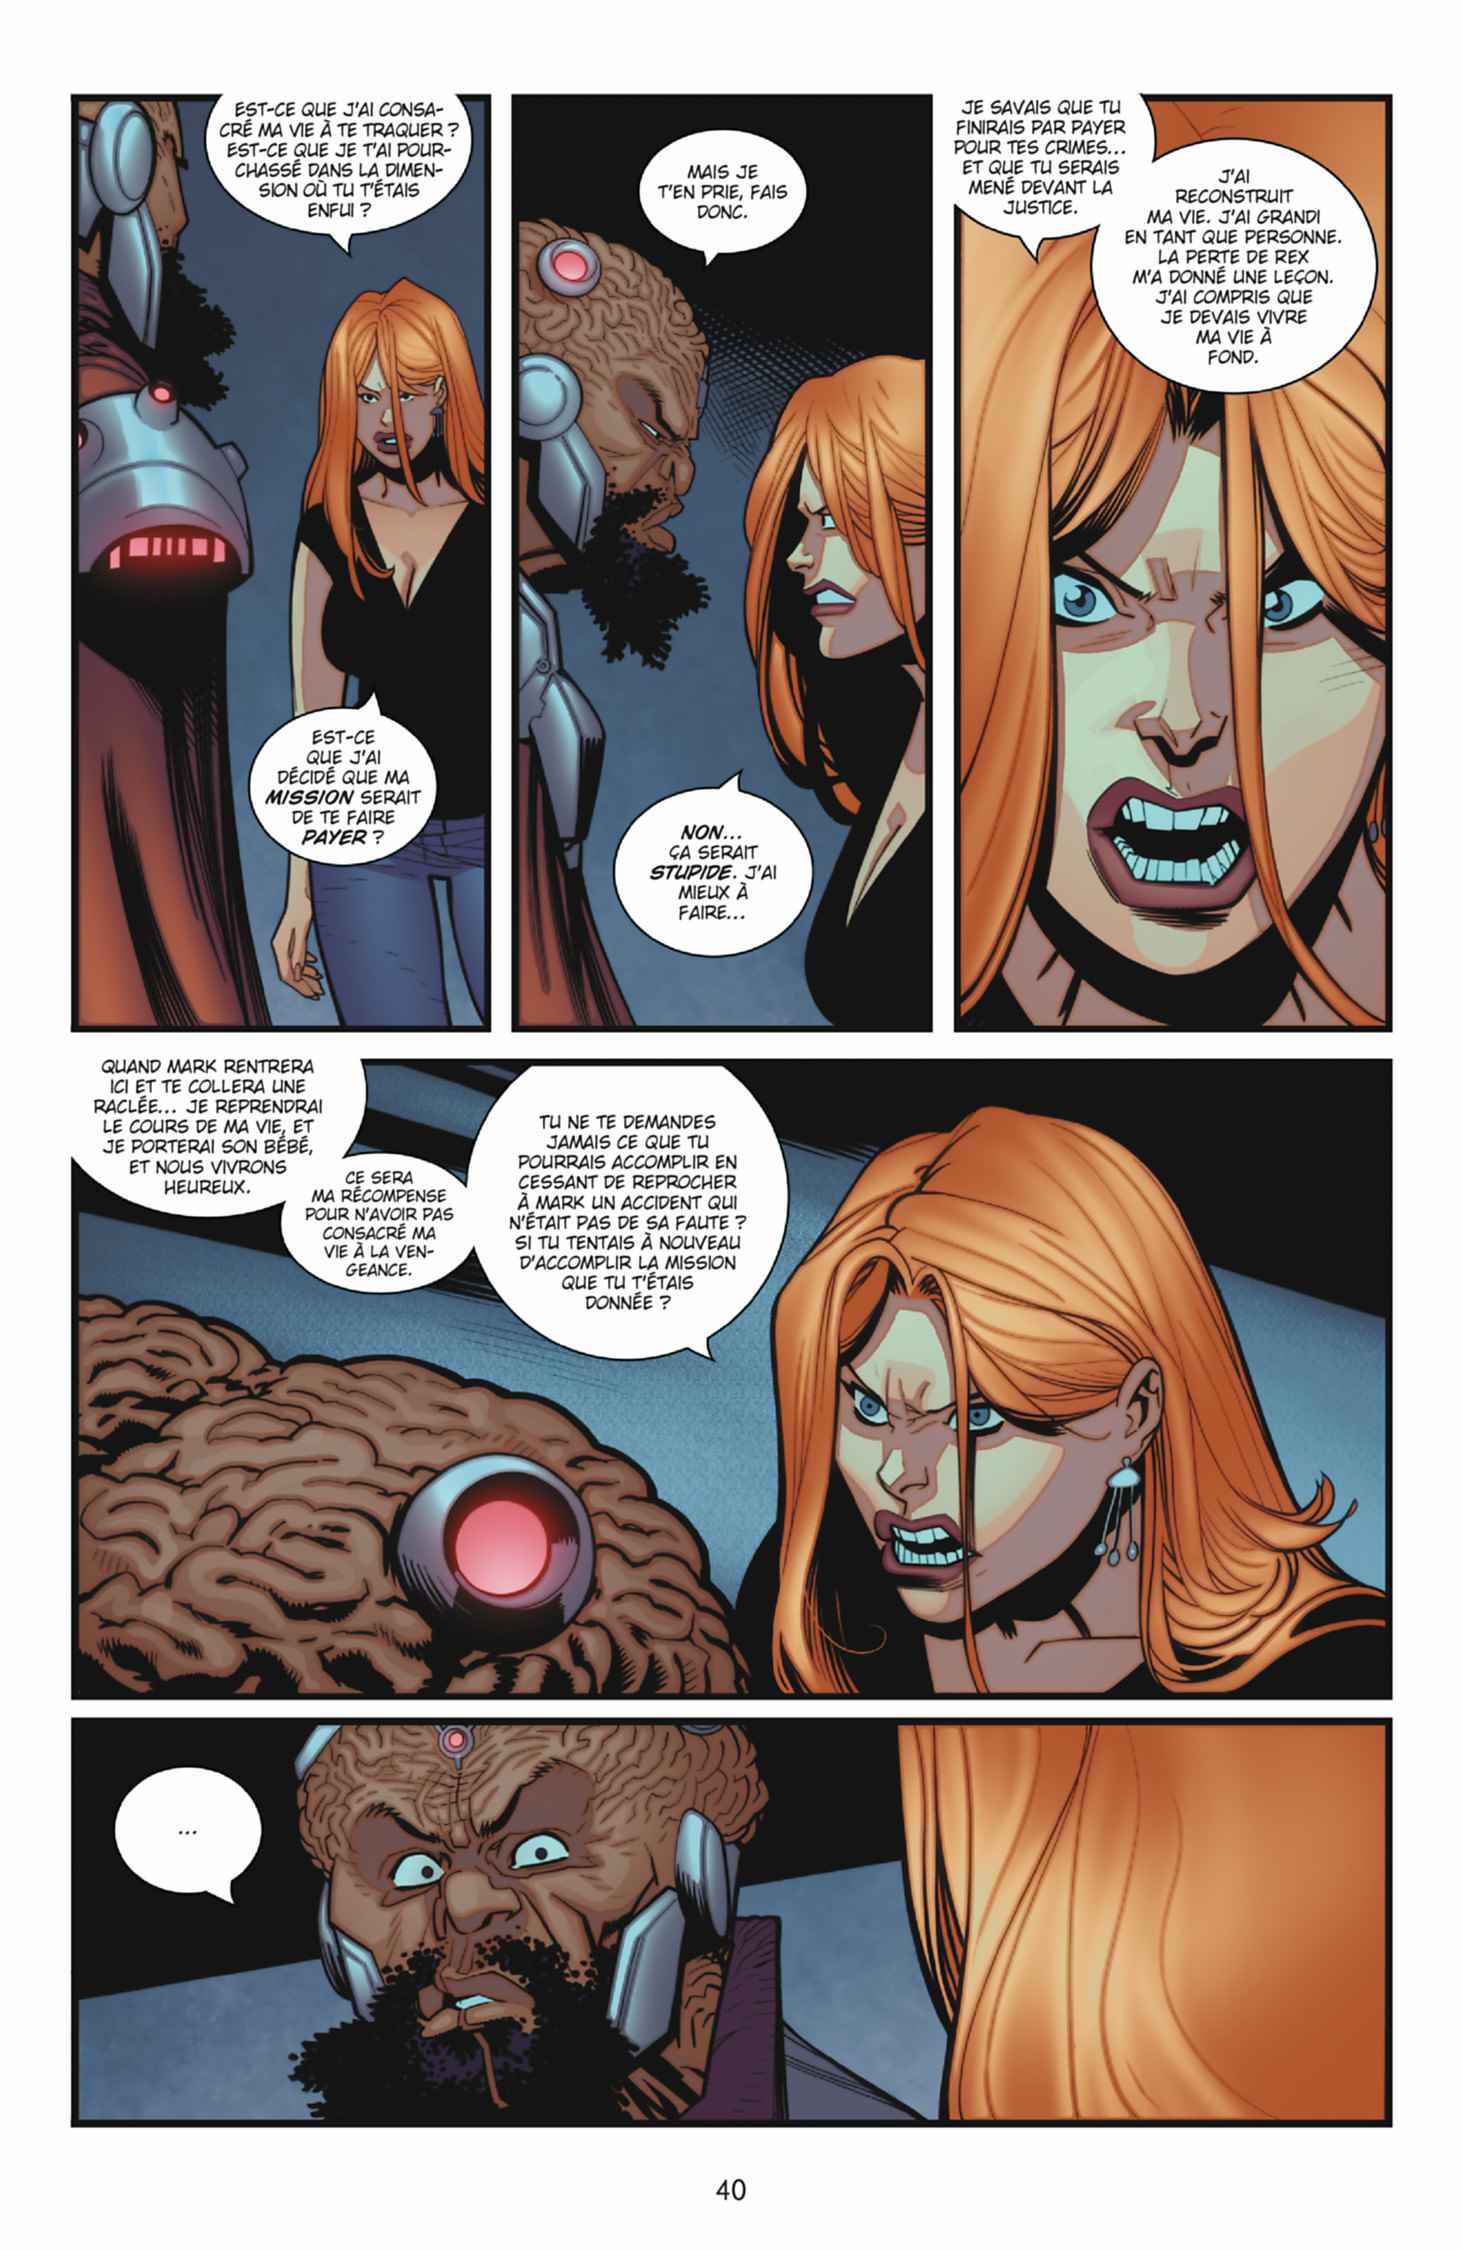 EST-CE QUE J'AI CONSA-
CRÉ MA VIE À TE TRAQUER ?
EST-CE QUE JE T'AI POUR-
CHASSÉ DANS LA DIMEN-
SION OÙ TU T'ÉTAIS
ENFUI ?
EST-CE
QUE J'AI
DÉCIDÉ QUE MA
MISSION SERAIT
DE TE FAIRE
PAYER ?
MAIS JE
T'EN PRIE, FAIS
DONC.
NON...
ÇA SERAIT
STUPIDE. J'AI
MIEUX À
FAIRE...
JE SAVAIS QUE TU
FINIRAIS PAR PAYER
POUR TES CRIMES...
ET QUE TU SERAIS
MENÉ DEVANT LA
JUSTICE.
J'AI
RECONSTRUIT
MA VIE. J'AI GRANDI
EN TANT QUE PERSONNE.
LA PERTE DE REX
M'A DONNÉ UNE LEÇON.
J'AI COMPRIS QUE
JE DEVAIS VIVRE
MA VIE À
FOND.
QUAND MARK RENTRERA
ICI ET TE COLLERA UNE
RACLÉE... JE REPRENDRAI
LE COURS DE MA VIE, ET
JE PORTERAI SON BÉBÉ,
ET NOUS VIVRONS
HEUREUX.
CE SERA
MA RÉCOMPENSE
POUR N'AVOIR PAS
CONSACRÉ MA
VIE À LA VEN-
GEANCE.
TU NE TE DEMANDES
JAMAIS CE QUE TU
POURRAIS ACCOMPLIR EN
CESSANT DE REPROCHER
À MARK UN ACCIDENT QUI
N'ÉTAIT PAS DE SA FAUTE ?
SI TU TENTAIS À NOUVEAU
D'ACCOMPLIR LA MISSION
QUE TU T'ÉTAIS
DONNÉE ?
...
40